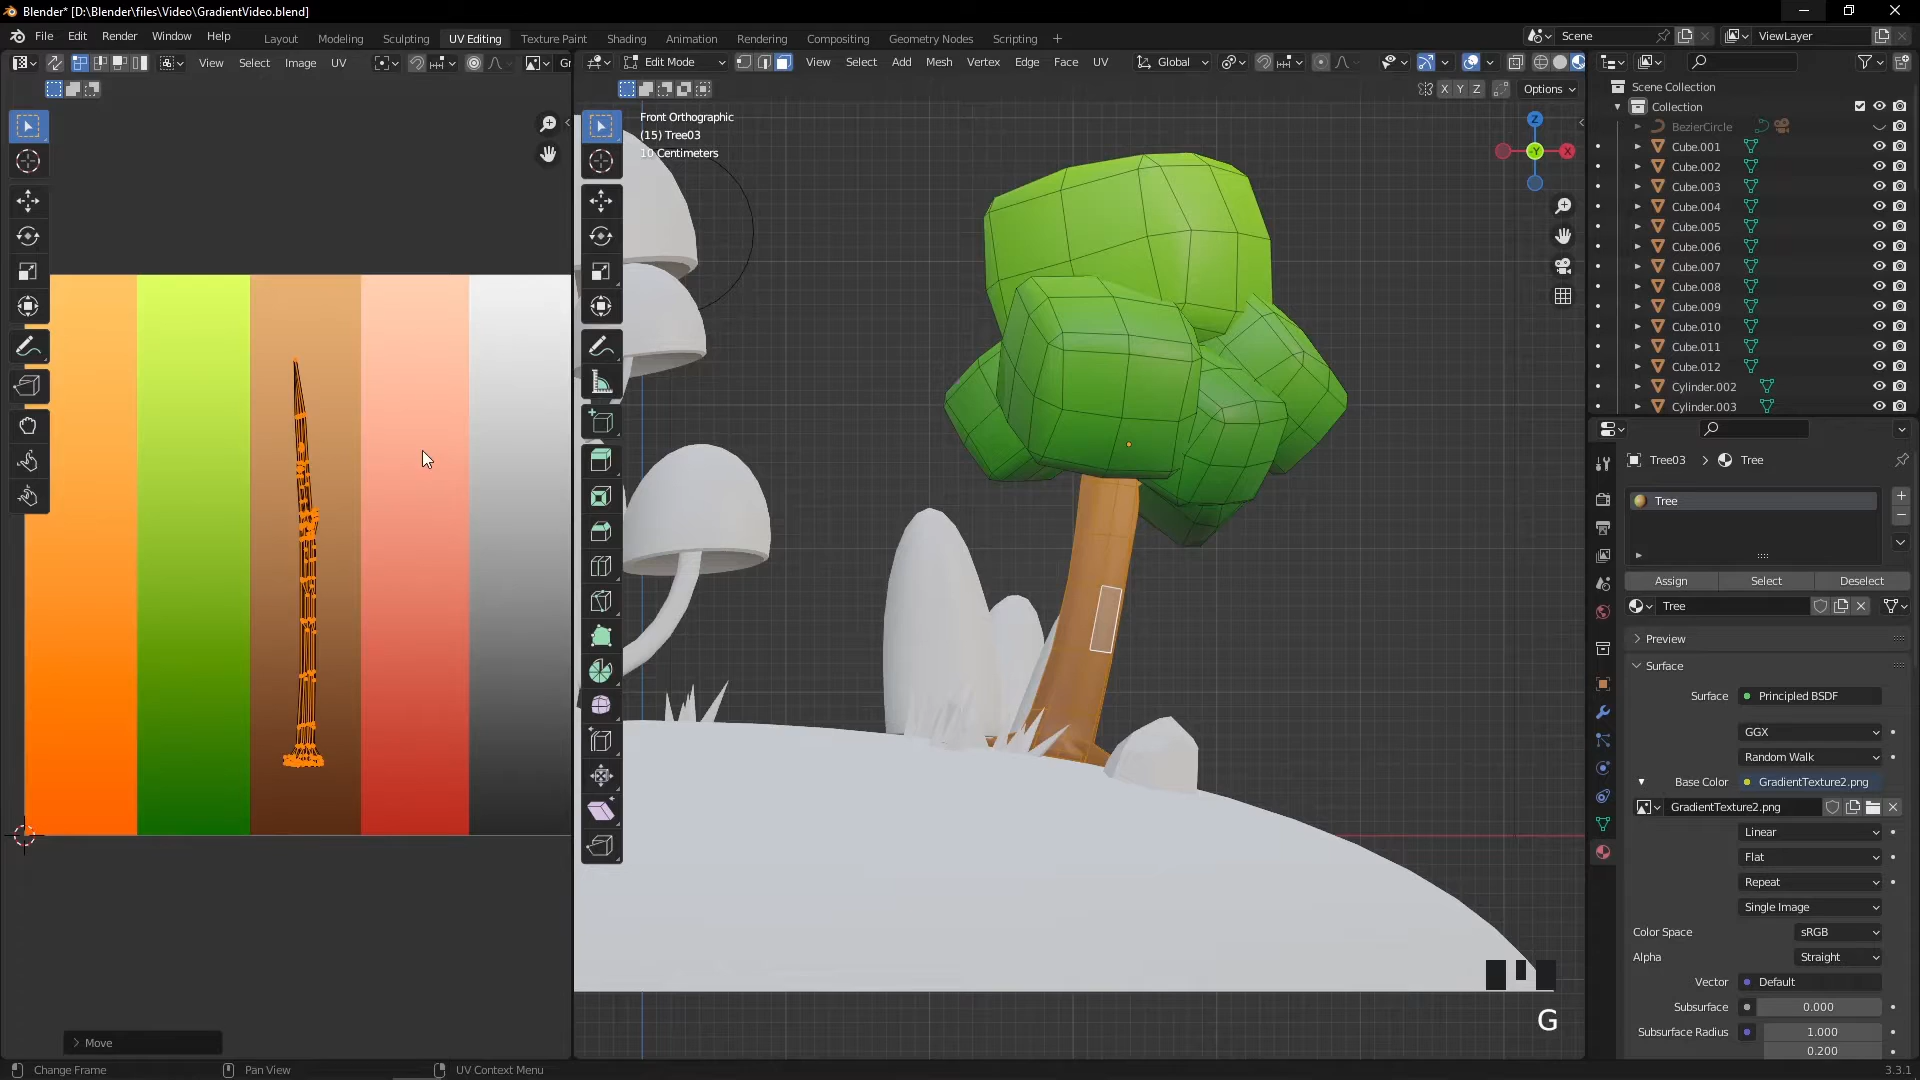 Blender* [D:\Blender\files\Video\GradientVideo.blend]
File Edit Render Window Help Layout Modeling Sculpting UV Editing Texture Paint Shading Animation Rendering Compositing Geometry Nodes Scripting + Scene ViewLayer
View Select Image UV Gr Edit Mode View Select Add Mesh Vertex Edge Face UV Global
X Y Z Options
Front Orthographic
(15) Tree03
10 Centimeters
Z
X
-Y
Scene Collection
Collection
BezierCircle
Cube.001
Cube.002
Cube.003
Cube.004
Cube.005
Cube.006
Cube.007
Cube.008
Cube.009
Cube.010
Cube.011
Cube.012
Cylinder.002
Cylinder.003
Tree03 Tree
Tree
Assign Select Deselect
Tree
Preview
Surface
Surface Principled BSDF
GGX
Random Walk
Base Color GradientTexture2.png
GradientTexture2.png
Linear
Flat
Repeat
Single Image
Color Space sRGB
Alpha Straight
Vector Default
Subsurface 0.000
Subsurface Radius 1.000
0.200
G
Move
Change Frame Pan View UV Context Menu 3.3.1